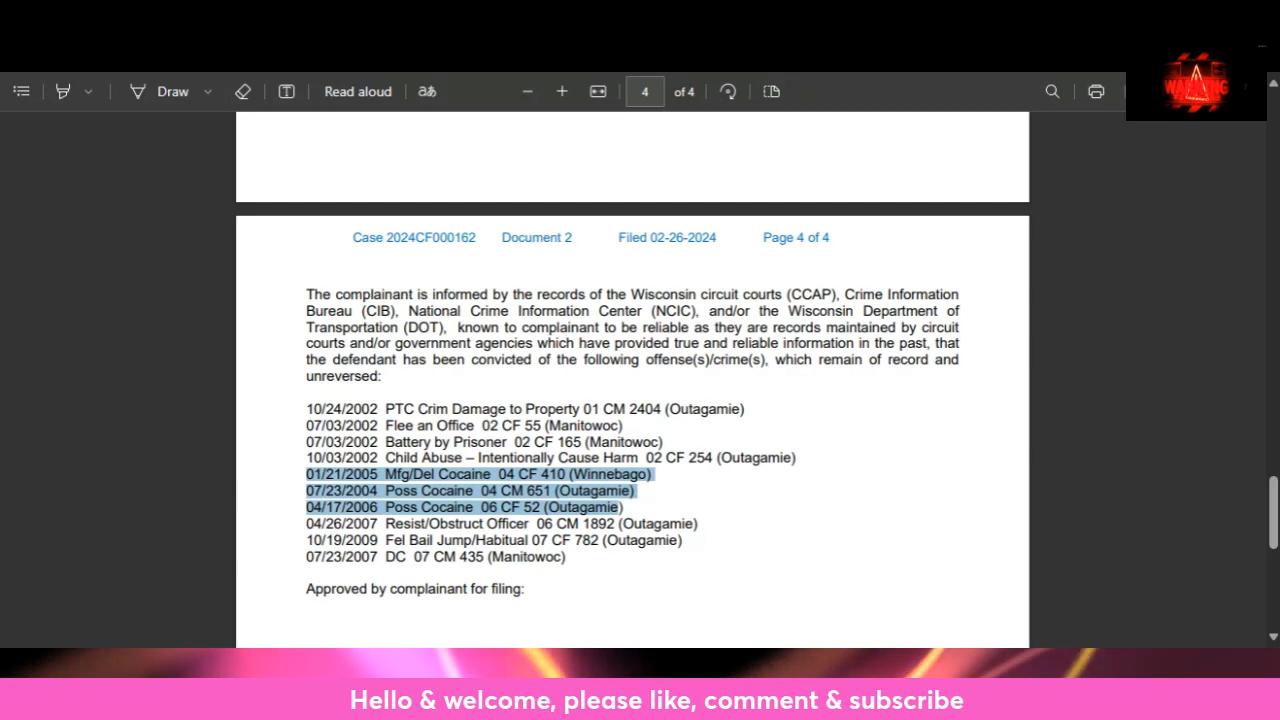 Draw
Read aloud
4
of 4
WARNING
Case 2024CF000162 Document 2 Filed 02-26-2024 Page 4 of 4
The complainant is informed by the records of the Wisconsin circuit courts (CCAP), Crime Information
Bureau (CIB), National Crime Information Center (NCIC), and/or the Wisconsin Department of
Transportation (DOT), known to complainant to be reliable as they are records maintained by circuit
courts and/or government agencies which have provided true and reliable information in the past, that
the defendant has been convicted of the following offense(s)/crime(s), which remain of record and
unreversed:
10/24/2002 PTC Crim Damage to Property 01 CM 2404 (Outagamie)
07/03/2002 Flee an Office 02 CF 55 (Manitowoc)
07/03/2002 Battery by Prisoner 02 CF 165 (Manitowoc)
10/03/2002 Child Abuse – Intentionally Cause Harm 02 CF 254 (Outagamie)
01/21/2005 Mfg/Del Cocaine 04 CF 410 (Winnebago)
07/23/2004 Poss Cocaine 04 CM 651 (Outagamie)
04/17/2006 Poss Cocaine 06 CF 52 (Outagamie)
04/26/2007 Resist/Obstruct Officer 06 CM 1892 (Outagamie)
10/19/2009 Fel Bail Jump/Habitual 07 CF 782 (Outagamie)
07/23/2007 DC 07 CM 435 (Manitowoc)
Approved by complainant for filing:
Hello & welcome, please like, comment & subscribe